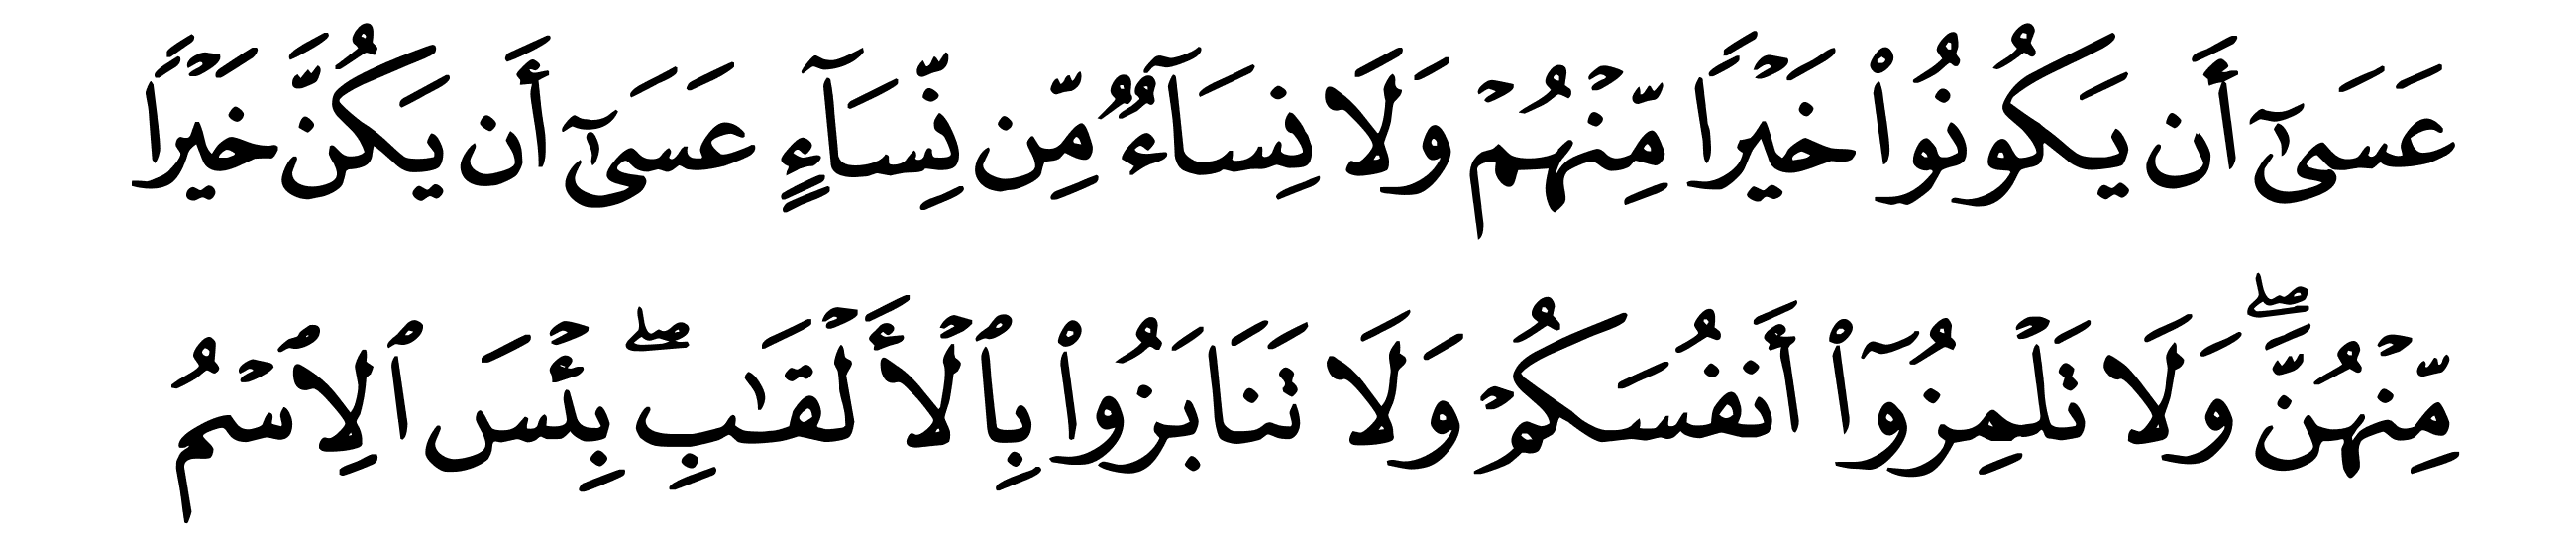 عَسَىٰٓ أَن يَكُونُوا۟ خَيۡرًا مِّنۡهُمۡ وَلَا نِسَآءٌ مِّن نِّسَآءٍ عَسَىٰٓ أَن يَكُنَّ خَيۡرًا
مِّنۡهُنَّۖ وَلَا تَلۡمِزُوٓا۟ أَنفُسَكُمۡ وَلَا تَنَابَزُوا۟ بِٱلۡأَلۡقَٰبِۖ بِئۡسَ ٱلِٱسۡمُ